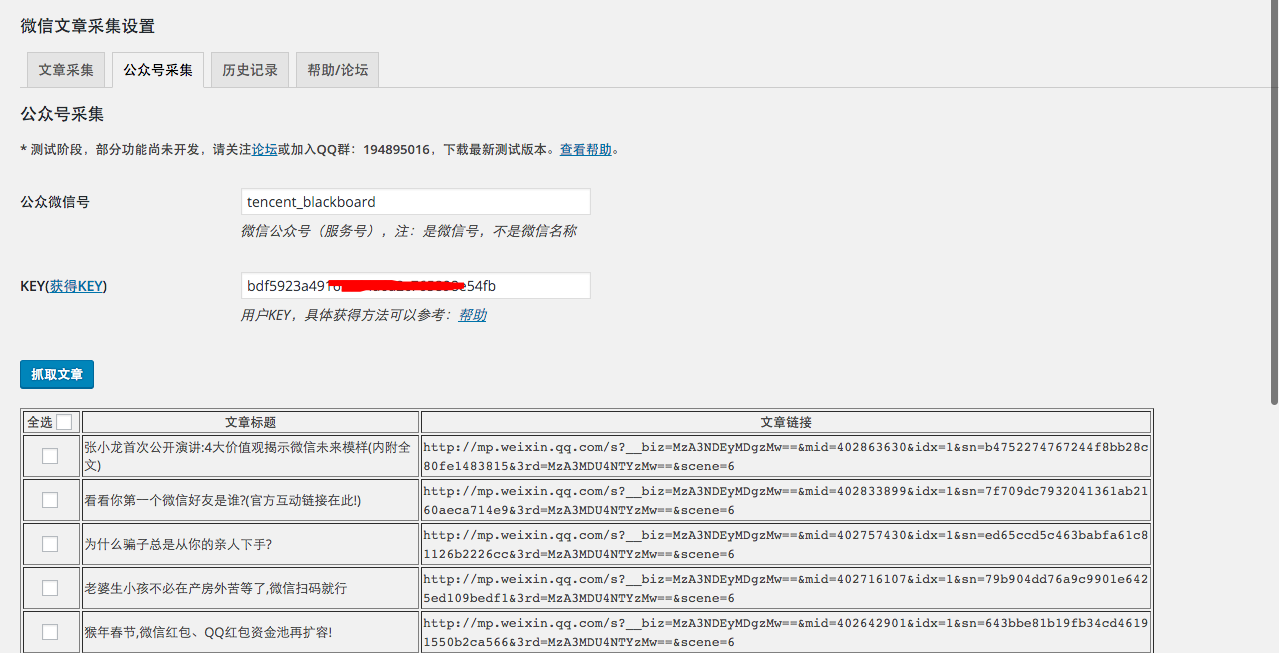 微信文章采集设置
文章采集 公众号采集 历史记录 帮助/论坛
公众号采集
* 测试阶段，部分功能尚未开发，请关注论坛或加入QQ群：194895016，下载最新测试版本。查看帮助。
公众微信号 tencent_blackboard
微信公众号（服务号），注：是微信号，不是微信名称
KEY(获得KEY) bdf5923a491 e54fb
用户KEY，具体获得方法可以参考：帮助
抓取文章
全选 文章标题 文章链接
张小龙首次公开演讲:4大价值观揭示微信未来模样(内附全
文)
http://mp.weixin.qq.com/s?__biz=MzA3NDEyMDgzMw==&mid=402863630&idx=1&sn=b4752274767244f8bb28c
80fe1483815&3rd=MzA3MDU4NTYzMw==&scene=6
看看你第一个微信好友是谁?(官方互动链接在此!)
http://mp.weixin.qq.com/s?__biz=MzA3NDEyMDgzMw==&mid=402833899&idx=1&sn=7f709dc7932041361ab21
60aeca714e9&3rd=MzA3MDU4NTYzMw==&scene=6
为什么骗子总是从你的亲人下手?
http://mp.weixin.qq.com/s?__biz=MzA3NDEyMDgzMw==&mid=402757430&idx=1&sn=ed65ccd5c463babfa61c8
1126b2226cc&3rd=MzA3MDU4NTYzMw==&scene=6
老婆生小孩不必在产房外苦等了,微信扫码就行
http://mp.weixin.qq.com/s?__biz=MzA3NDEyMDgzMw==&mid=402716107&idx=1&sn=79b904dd76a9c9901e642
5ed109bedf1&3rd=MzA3MDU4NTYzMw==&scene=6
猴年春节,微信红包、QQ红包资金池再扩容!
http://mp.weixin.qq.com/s?__biz=MzA3NDEyMDgzMw==&mid=402642901&idx=1&sn=643bbe81b19fb34cd4619
1550b2ca566&3rd=MzA3MDU4NTYzMw==&scene=6